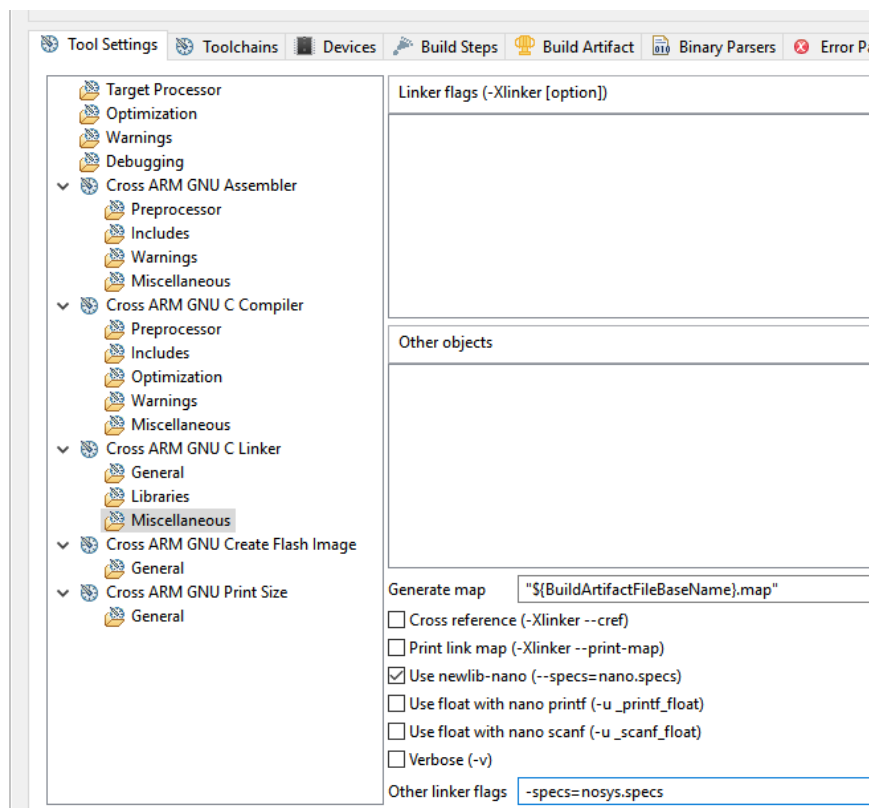 Tool Settings
Toolchains
Devices
Build Steps
Build Artifact
Binary Parsers
Error Pa
Target Processor
Optimization
Warnings
Debugging
Cross ARM GNU Assembler
Preprocessor
Includes
Warnings
Miscellaneous
Cross ARM GNU C Compiler
Preprocessor
Includes
Optimization
Warnings
Miscellaneous
Cross ARM GNU C Linker
General
Libraries
Miscellaneous
Cross ARM GNU Create Flash Image
General
Cross ARM GNU Print Size
General
Linker flags (-Xlinker [option])
Other objects
Generate map "${BuildArtifactFileBaseName}.map"
Cross reference (-Xlinker --cref)
Print link map (-Xlinker --print-map)
Use newlib-nano (--specs=nano.specs)
Use float with nano printf (-u _printf_float)
Use float with nano scanf (-u _scanf_float)
Verbose (-v)
Other linker flags -specs=nosys.specs